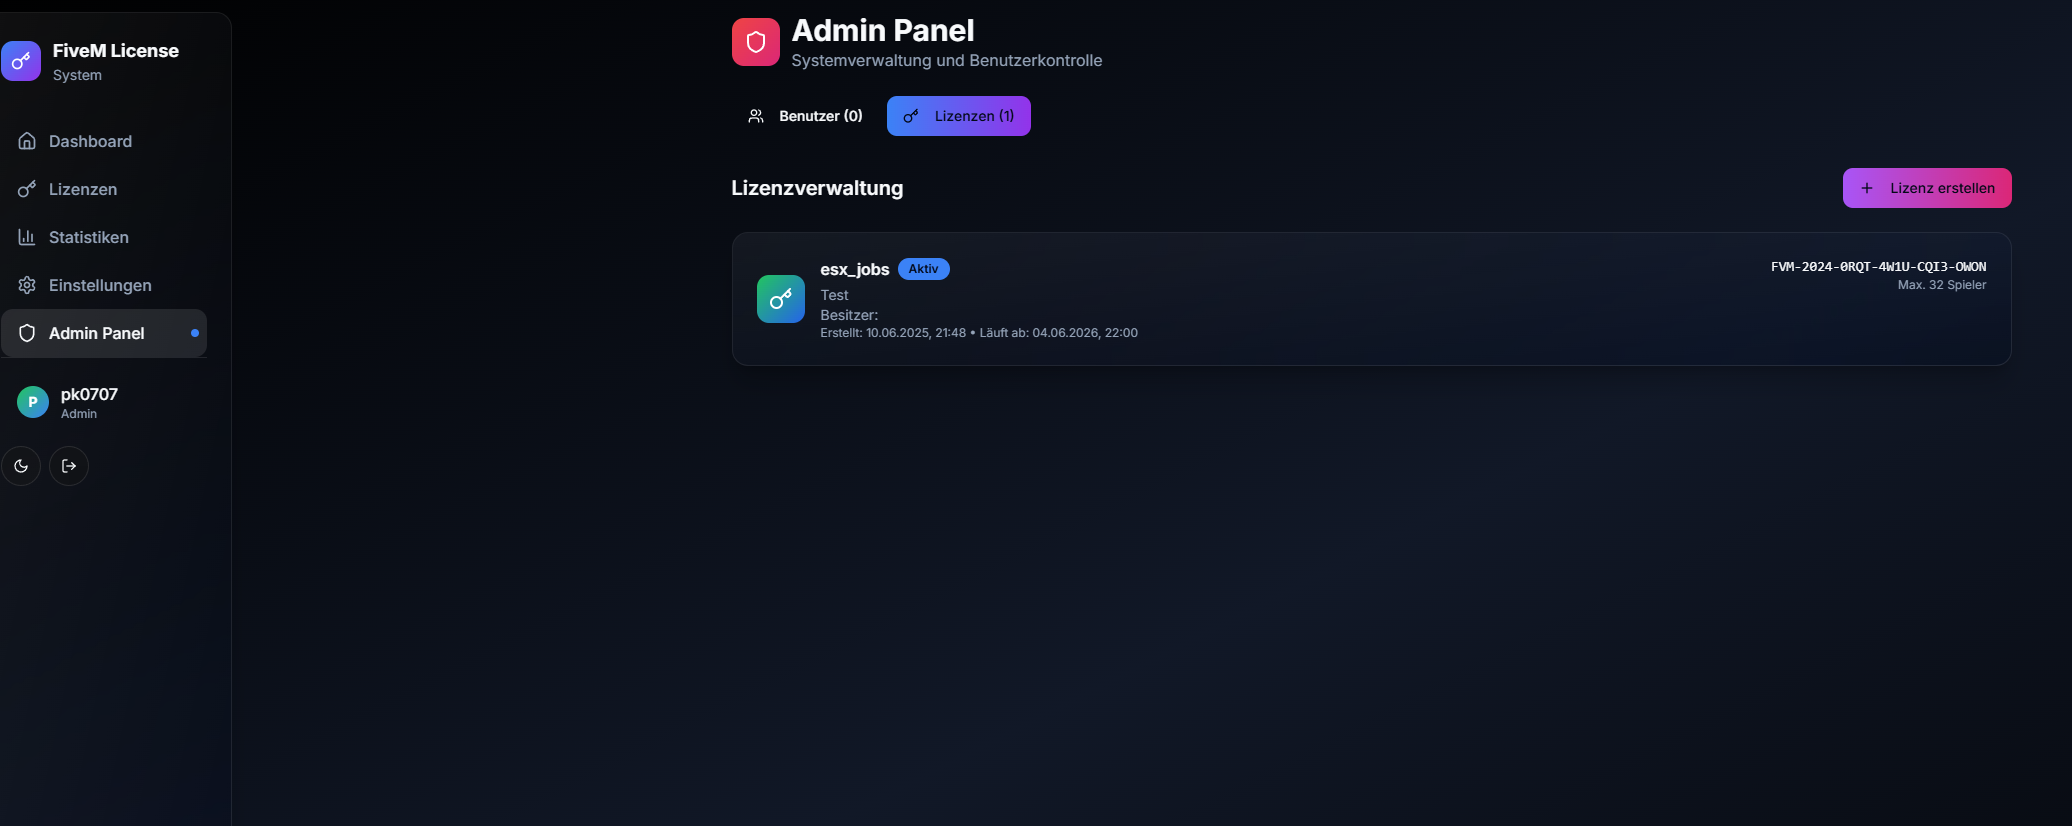 FiveM License
System
Dashboard
Lizenzen
Statistiken
Einstellungen
Admin Panel
P
pk0707
Admin
Admin Panel
Systemverwaltung und Benutzerkontrolle
Benutzer (0)
Lizenzen (1)
Lizenzverwaltung
Lizenz erstellen
esx_jobs
Aktiv
Test
Besitzer:
Erstellt: 10.06.2025, 21:48 • Läuft ab: 04.06.2026, 22:00
FVM-2024-0RQT-4W1U-CQI3-OWON
Max. 32 Spieler